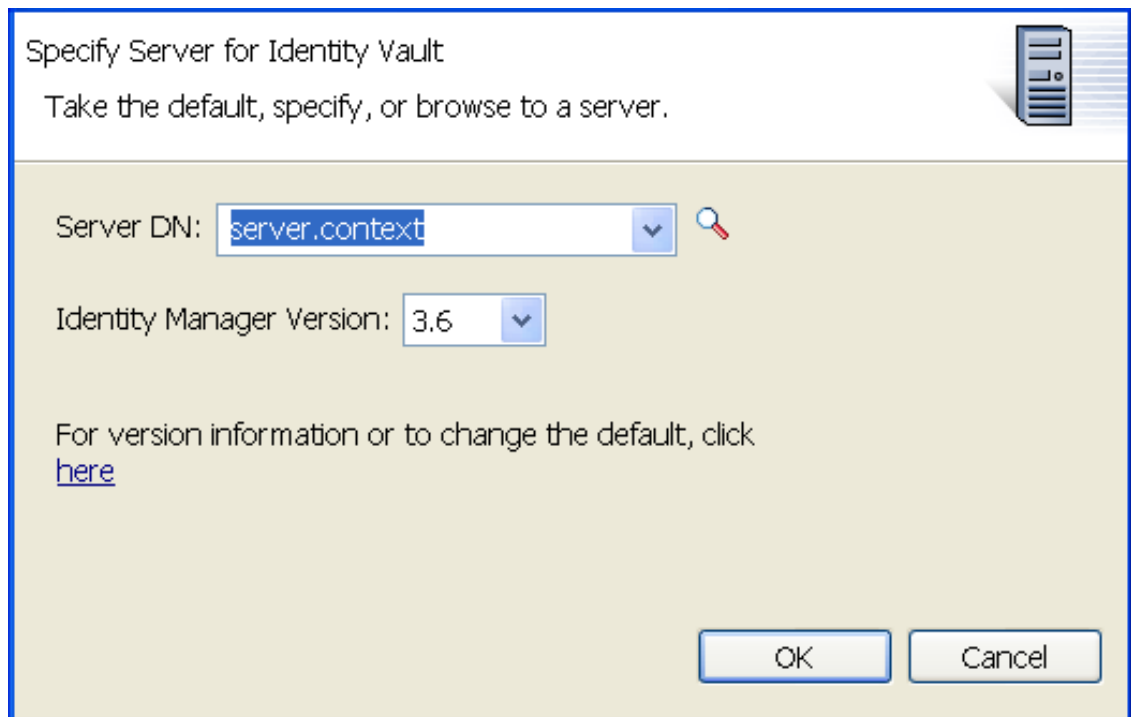 Specify Server for Identity Vault
Take the default, specify, or browse to a server.
Server DN: server.context
Identity Manager Version: 3.6
For version information or to change the default, click
here
OK Cancel